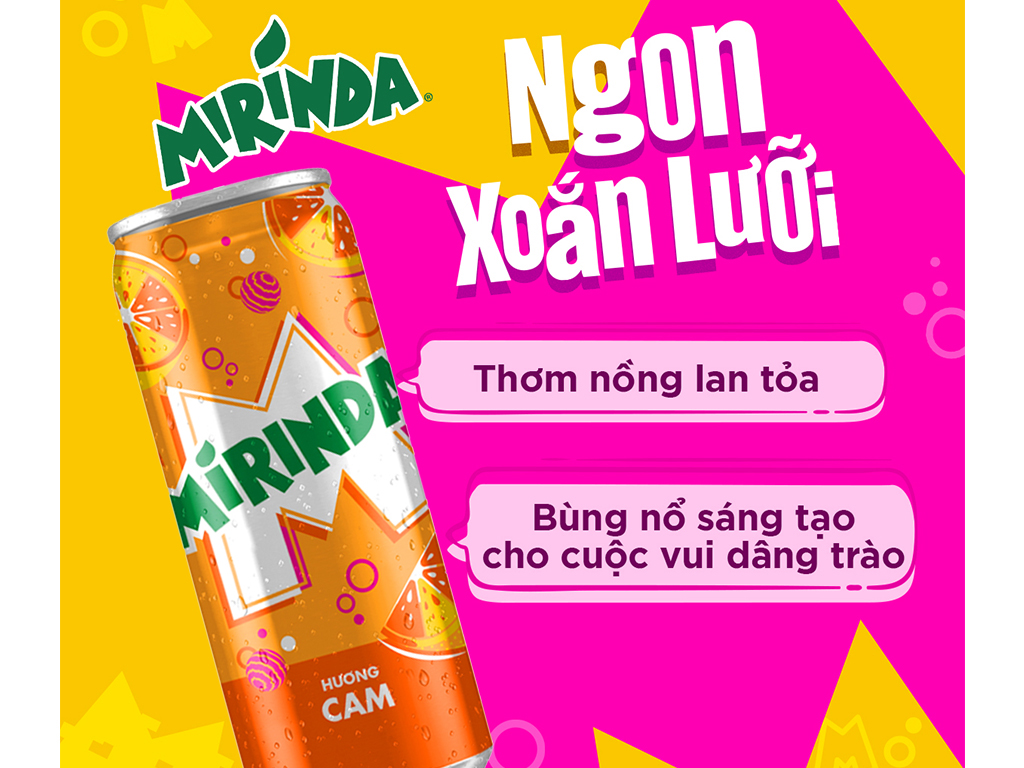 MIRINDA®
Ngon
Xoắn Lưỡi
Thơm nồng lan tỏa
MIRINDA
Bùng nổ sáng tạo
cho cuộc vui dâng trào
HƯƠNG
CAM